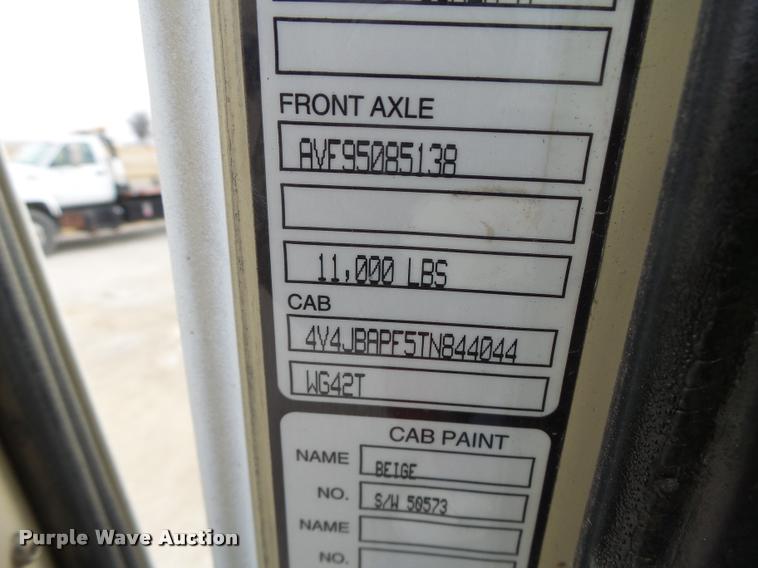 FRONT AXLE
AVF95085138
11,000 LBS
CAB
4V4JBAPF5TN844044
WG42T
CAB PAINT
NAME BEIGE
NO. S/W 50573
NAME
NO.
Purple Wave Auction